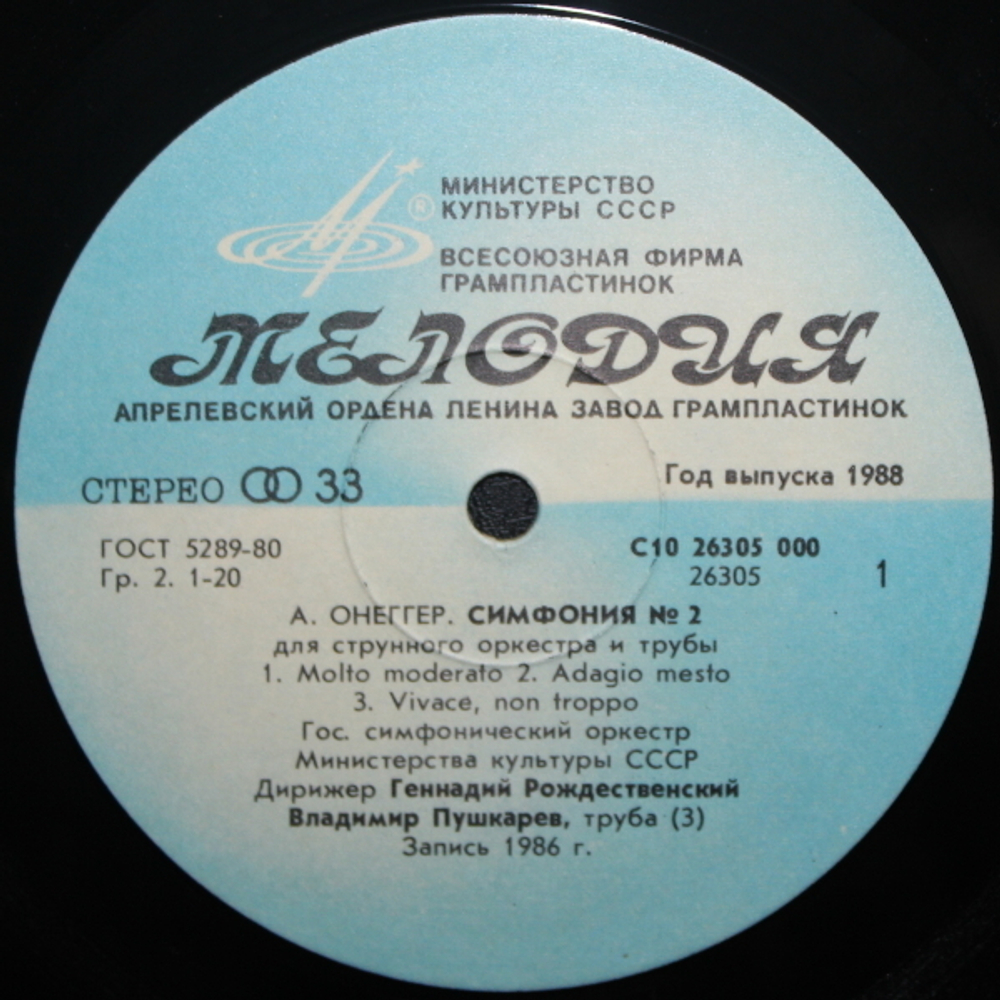 ®
МИНИСТЕРСТВО
КУЛЬТУРЫ СССР
ВСЕСОЮЗНАЯ ФИРМА
ГРАМПЛАСТИНОК
МЕЛОДИЯ
АПРЕЛЕВСКИЙ ОРДЕНА ЛЕНИНА ЗАВОД ГРАМПЛАСТИНОК
СТЕРЕО 33
Год выпуска 1988
ГОСТ 5289-80
Гр. 2. 1-20
С10 26305 000
26305 1
А. ОНЕГГЕР. СИМФОНИЯ № 2
для струнного оркестра и трубы
1. Molto moderato 2. Adagio mesto
3. Vivace, non troppo
Гос. симфонический оркестр
Министерства культуры СССР
Дирижер Геннадий Рождественский
Владимир Пушкарев, труба (3)
Запись 1986 г.